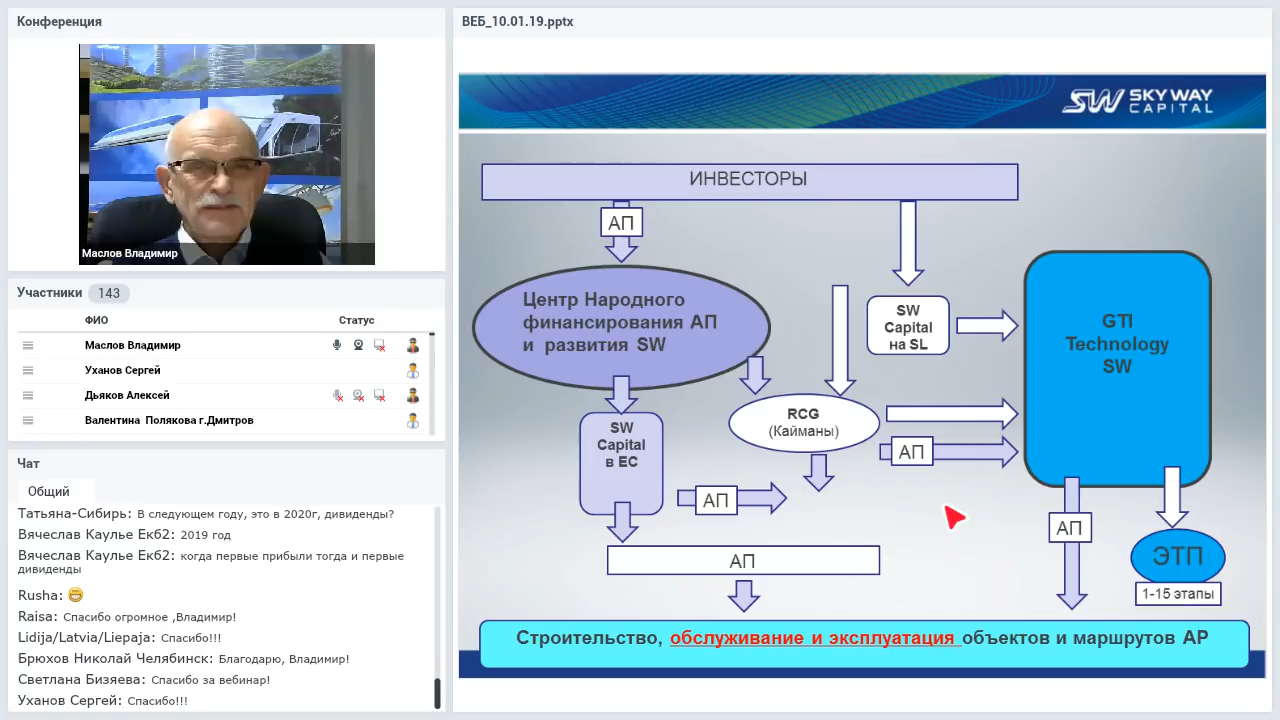 Конференция
Маслов Владимир
Участники 143
ФИО Статус
Маслов Владимир
Уханов Сергей
Дьяков Алексей
Валентина Полякова г.Дмитров
Чат
Общий
Татьяна-Сибирь: В следующем году, это в 2020г, дивиденды?
Вячеслав Каулье Екб2: 2019 год
Вячеслав Каулье Екб2: когда первые прибыли тогда и первые
дивиденды
Rusha:
Raisa: Спасибо огромное ,Владимир!
Lidija/Latvia/Liepaja: Спасибо!!!
Брюхов Николай Челябинск: Благодарю, Владимир!
Светлана Бизяева: Спасибо за вебинар!
Уханов Сергей: Спасибо!!!
ВЕБ_10.01.19.pptx
SW SKY WAY
CAPITAL
ИНВЕСТОРЫ
АП
Центр Народного
финансирования АП
и развития SW
SW
Capital
на SL
GTI
Technology
SW
RCG
(Кайманы)
АП
SW
Capital
в ЕС
АП
АП
АП
ЭТП
1-15 этапы
Строительство, обслуживание и эксплуатация объектов и маршрутов АР